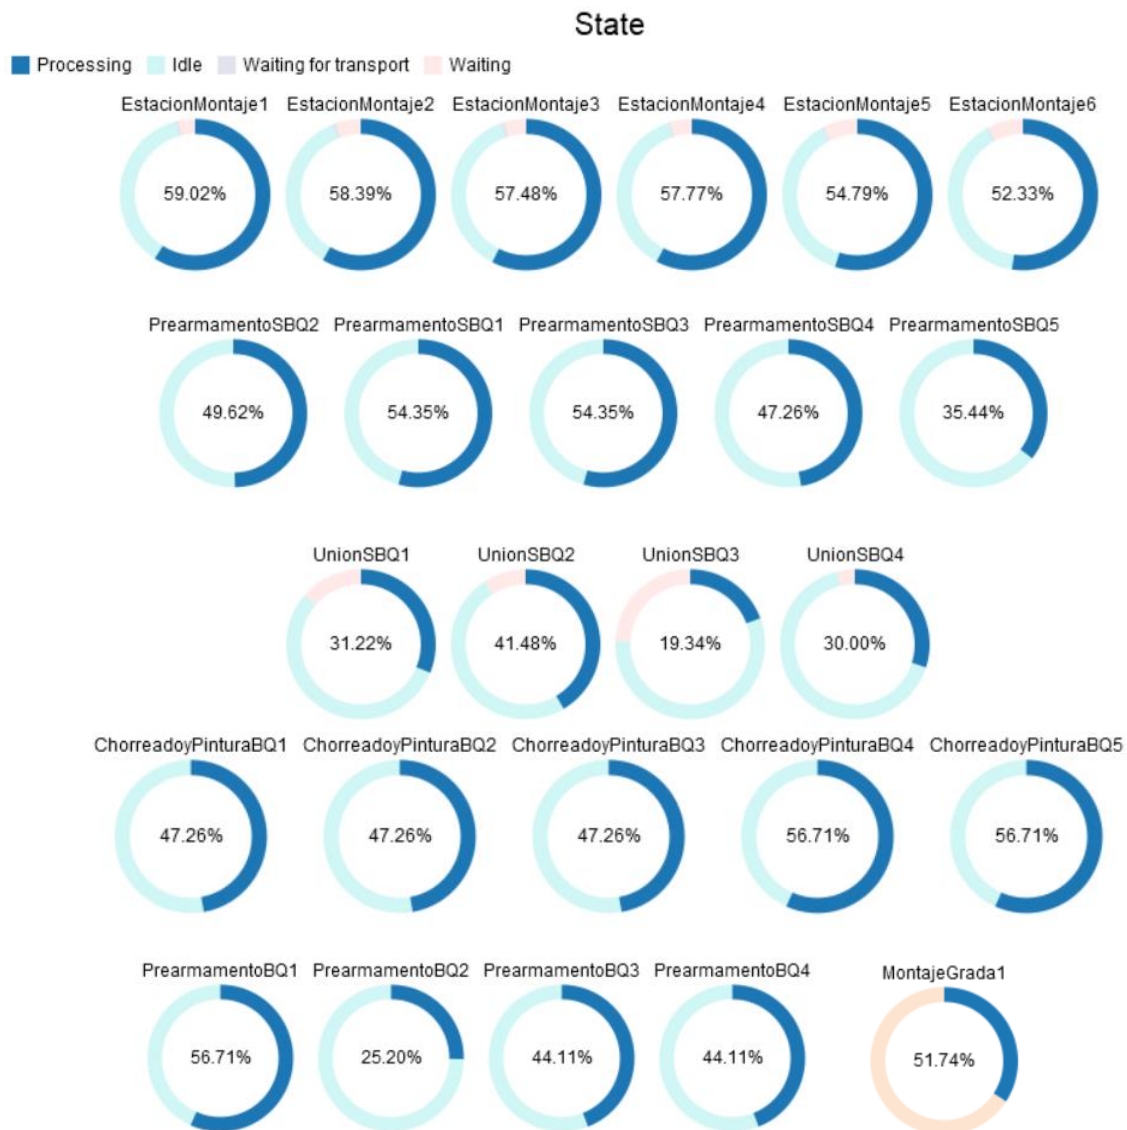 State
Processing Idle Waiting for transport Waiting
EstacionMontaje1 EstacionMontaje2 EstacionMontaje3 EstacionMontaje4 EstacionMontaje5 EstacionMontaje6
59.02% 58.39% 57.48% 57.77% 54.79% 52.33%
PrearmamentoSBQ2 PrearmamentoSBQ1 PrearmamentoSBQ3 PrearmamentoSBQ4 PrearmamentoSBQ5
49.62% 54.35% 54.35% 47.26% 35.44%
UnionSBQ1 UnionSBQ2 UnionSBQ3 UnionSBQ4
31.22% 41.48% 19.34% 30.00%
ChorreadoyPinturaBQ1 ChorreadoyPinturaBQ2 ChorreadoyPinturaBQ3 ChorreadoyPinturaBQ4 ChorreadoyPinturaBQ5
47.26% 47.26% 47.26% 56.71% 56.71%
PrearmamentoBQ1 PrearmamentoBQ2 PrearmamentoBQ3 PrearmamentoBQ4 MontajeGrada1
56.71% 25.20% 44.11% 44.11% 51.74%